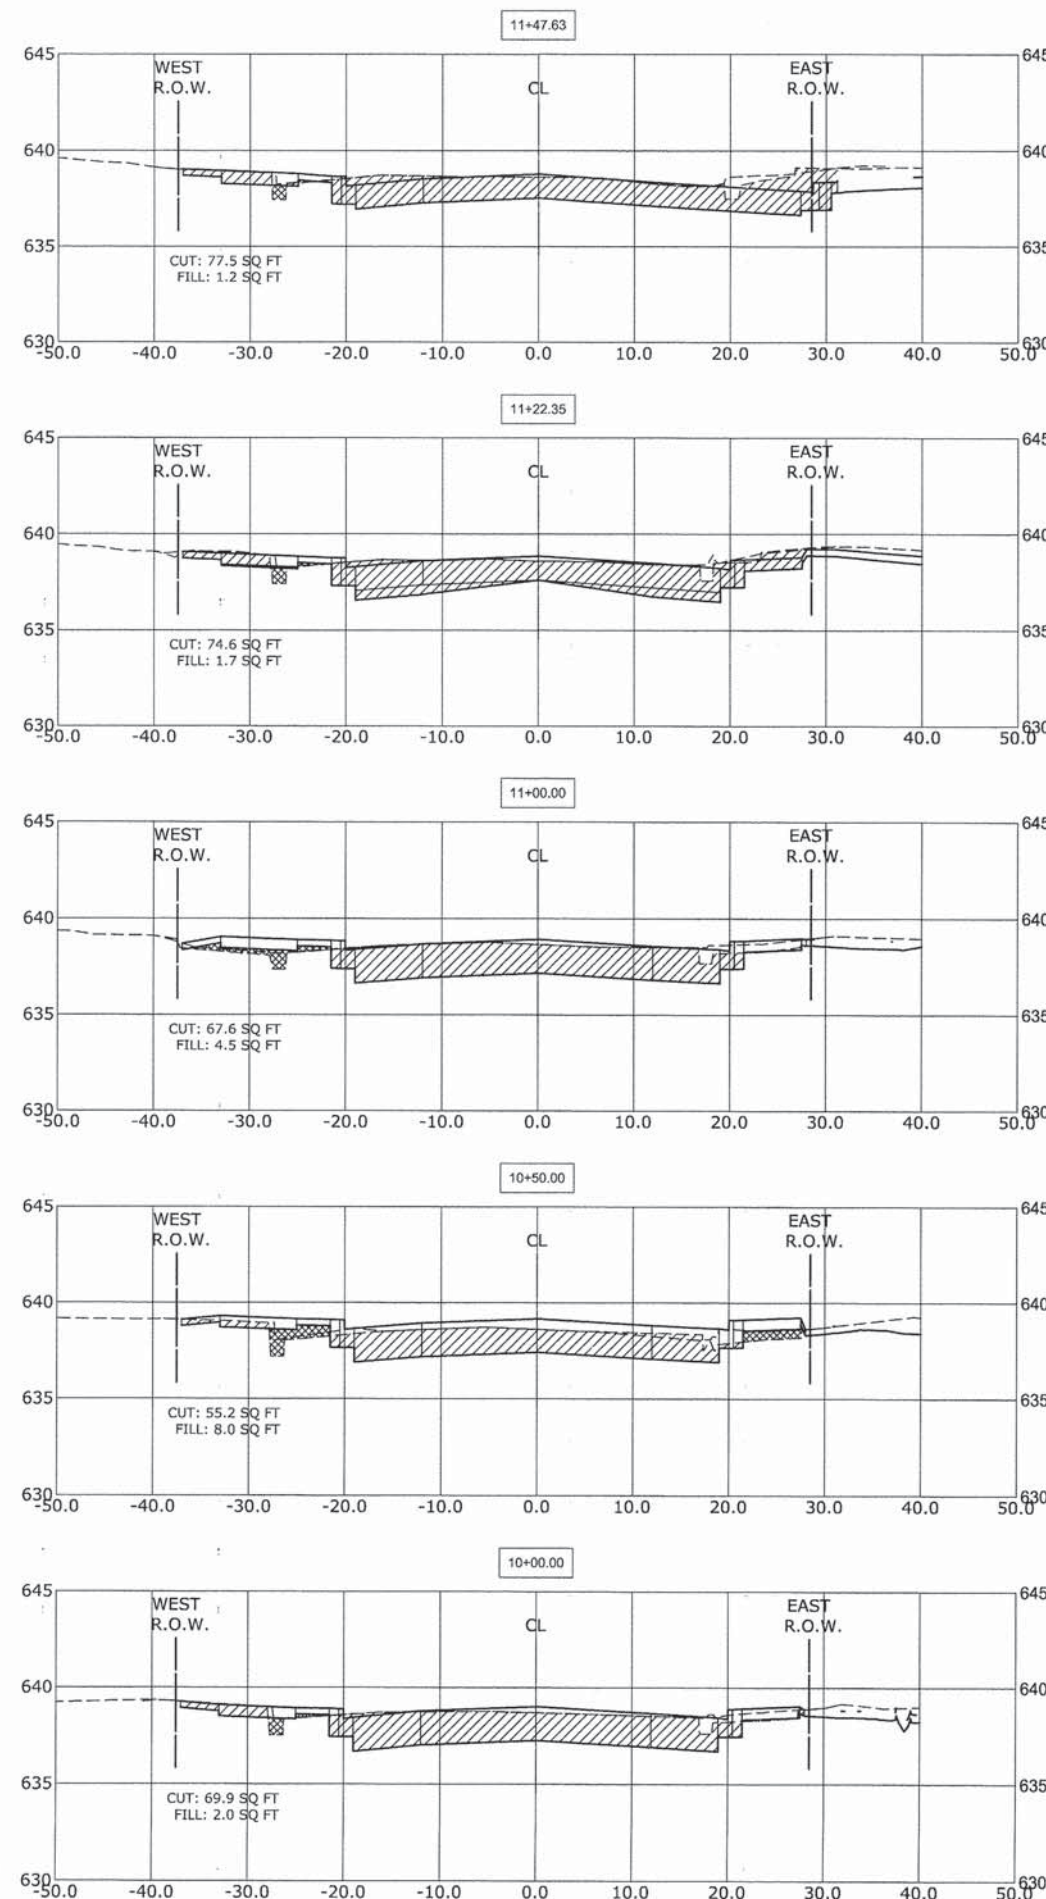 11+47.63
645 645
WEST EAST
R.O.W. CL R.O.W.
640 640
635 635
CUT: 77.5 SQ FT
FILL: 1.2 SQ FT
630 630
-50.0 -40.0 -30.0 -20.0 -10.0 0.0 10.0 20.0 30.0 40.0 50.0
11+22.35
645 645
WEST EAST
R.O.W. CL R.O.W.
640 640
635 635
CUT: 74.6 SQ FT
FILL: 1.7 SQ FT
630 630
-50.0 -40.0 -30.0 -20.0 -10.0 0.0 10.0 20.0 30.0 40.0 50.0
11+00.00
645 645
WEST EAST
R.O.W. CL R.O.W.
640 640
635 635
CUT: 67.6 SQ FT
FILL: 4.5 SQ FT
630 630
-50.0 -40.0 -30.0 -20.0 -10.0 0.0 10.0 20.0 30.0 40.0 50.0
10+50.00
645 645
WEST EAST
R.O.W. CL R.O.W.
640 640
635 635
CUT: 55.2 SQ FT
FILL: 8.0 SQ FT
630 630
-50.0 -40.0 -30.0 -20.0 -10.0 0.0 10.0 20.0 30.0 40.0 50.0
10+00.00
645 645
WEST EAST
R.O.W. CL R.O.W.
640 640
635 635
CUT: 69.9 SQ FT
FILL: 2.0 SQ FT
630 630
-50.0 -40.0 -30.0 -20.0 -10.0 0.0 10.0 20.0 30.0 40.0 50.0